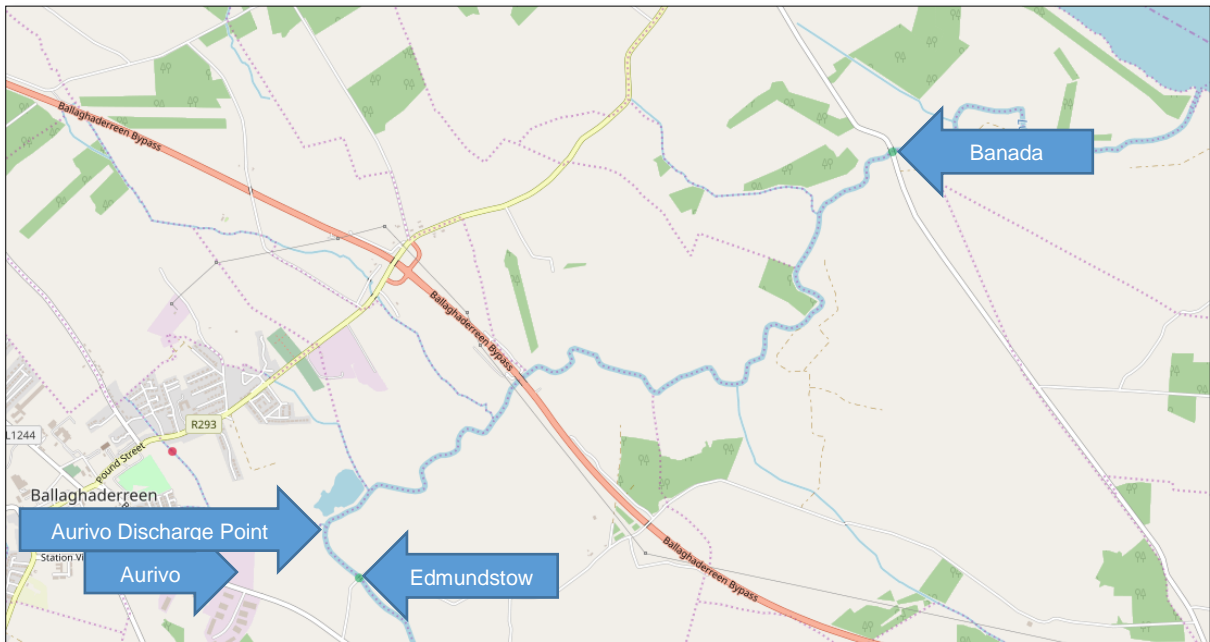 Ballaghaderreen Bypass
Banada
Ballaghaderreen Bypass
R293
L1244
Pound Street
Ballaghaderreen
Aurivo Discharge Point
Station Vi
Aurivo
Edmundstow
Ballaghaderreen Bypass